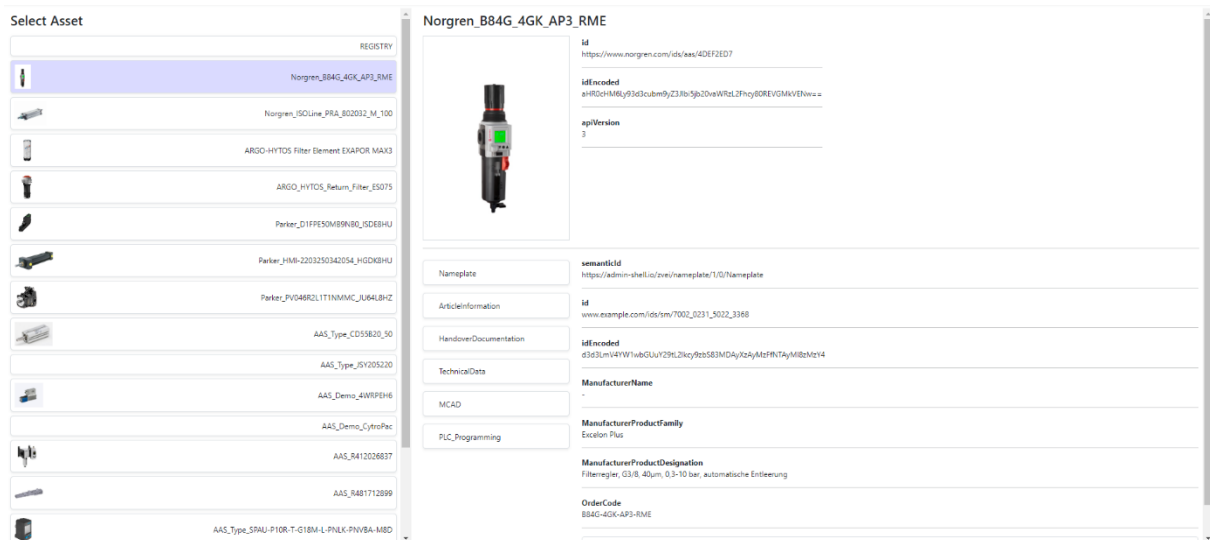 Select Asset
REGISTRY
Norgren_B84G_4GK_AP3_RME
Norgren_ISOLine_PRA_802032_M_100
ARGO-HYTOS Filter Element EXAPOR MAX3
ARGO_HYTOS_Return_Filter_ES075
Parker_D1FPE50MB9NB0_ISDE8HU
Parker_HMI-2203250342054_HGDK8HU
Parker_PV046R2L1T1NMMC_JU64L8HZ
AAS_Type_CD55B20_50
AAS_Type_JSY205220
AAS_Demo_4WRPEH6
AAS_Demo_CytroPac
AAS_R412026837
AAS_R481712899
AAS_Type_SPAU-P10R-T-G18M-L-PNLK-PNVBA-M8D
Norgren_B84G_4GK_AP3_RME
id
https://www.norgren.com/ids/aas/4DEF2ED7
idEncoded
apiVersion
3
Nameplate
ArticleInformation
HandoverDocumentation
TechnicalData
MCAD
PLC_Programming
semanticId
https://admin-shell.io/zvei/nameplate/1/0/Nameplate
id
www.example.com/ids/sm/7002_0231_5022_3368
idEncoded
ManufacturerName
-
ManufacturerProductFamily
Excelon Plus
ManufacturerProductDesignation
Filterregler, G3/8, 40µm, 0,3-10 bar, automatische Entleerung
OrderCode
B84G-4GK-AP3-RME